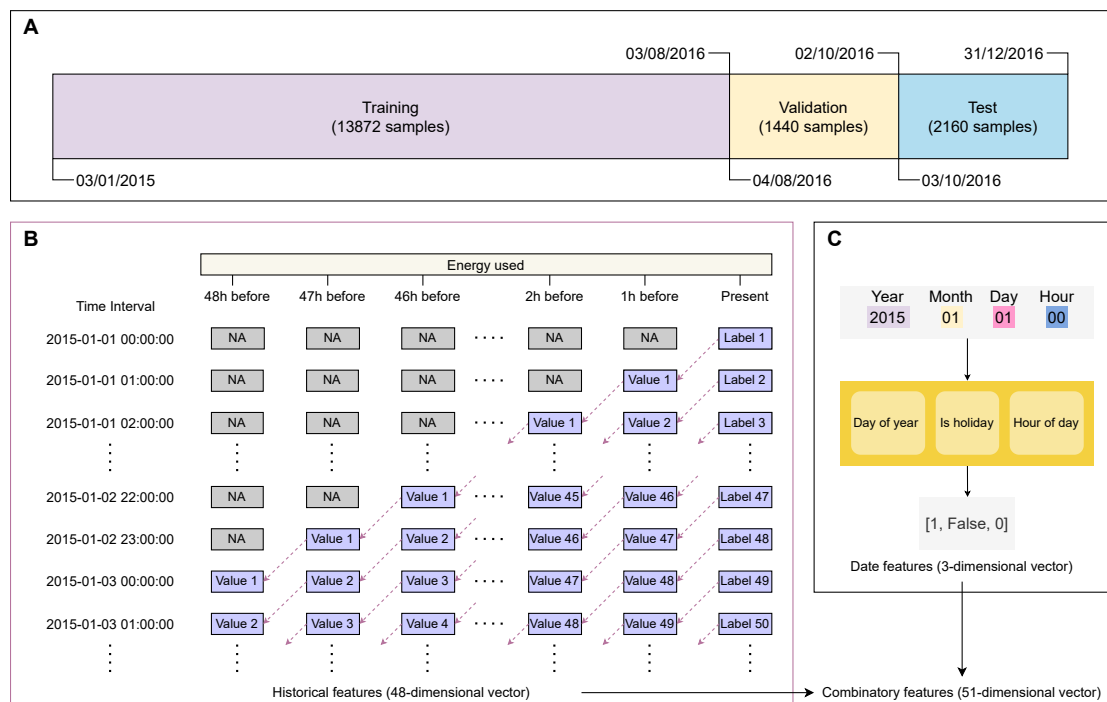 A
03/08/2016 02/10/2016 31/12/2016
Training
(13872 samples)
Validation
(1440 samples)
Test
(2160 samples)
03/01/2015 04/08/2016 03/10/2016
B
Energy used
Time Interval 48h before 47h before 46h before 2h before 1h before Present
2015-01-01 00:00:00 NA NA NA .... NA NA Label 1
2015-01-01 01:00:00 NA NA NA .... NA Value 1 Label 2
2015-01-01 02:00:00 NA NA NA .... Value 1 Value 2 Label 3
2015-01-02 22:00:00 NA NA Value 1 .... Value 45 Value 46 Label 47
2015-01-02 23:00:00 NA Value 1 Value 2 .... Value 46 Value 47 Label 48
2015-01-03 00:00:00 Value 1 Value 2 Value 3 .... Value 47 Value 48 Label 49
2015-01-03 01:00:00 Value 2 Value 3 Value 4 .... Value 48 Value 49 Label 50
Historical features (48-dimensional vector)
C
Year Month Day Hour
2015 01 01 00
Day of year Is holiday Hour of day
[1, False, 0]
Date features (3-dimensional vector)
Combinatory features (51-dimensional vector)